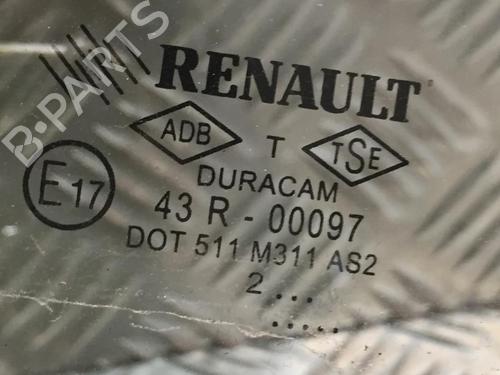 B-PARTS
RENAULT
ADB T TSE
DURACAM
E17
43 R - 00097
DOT 511 M311 AS2
2 ...
.....